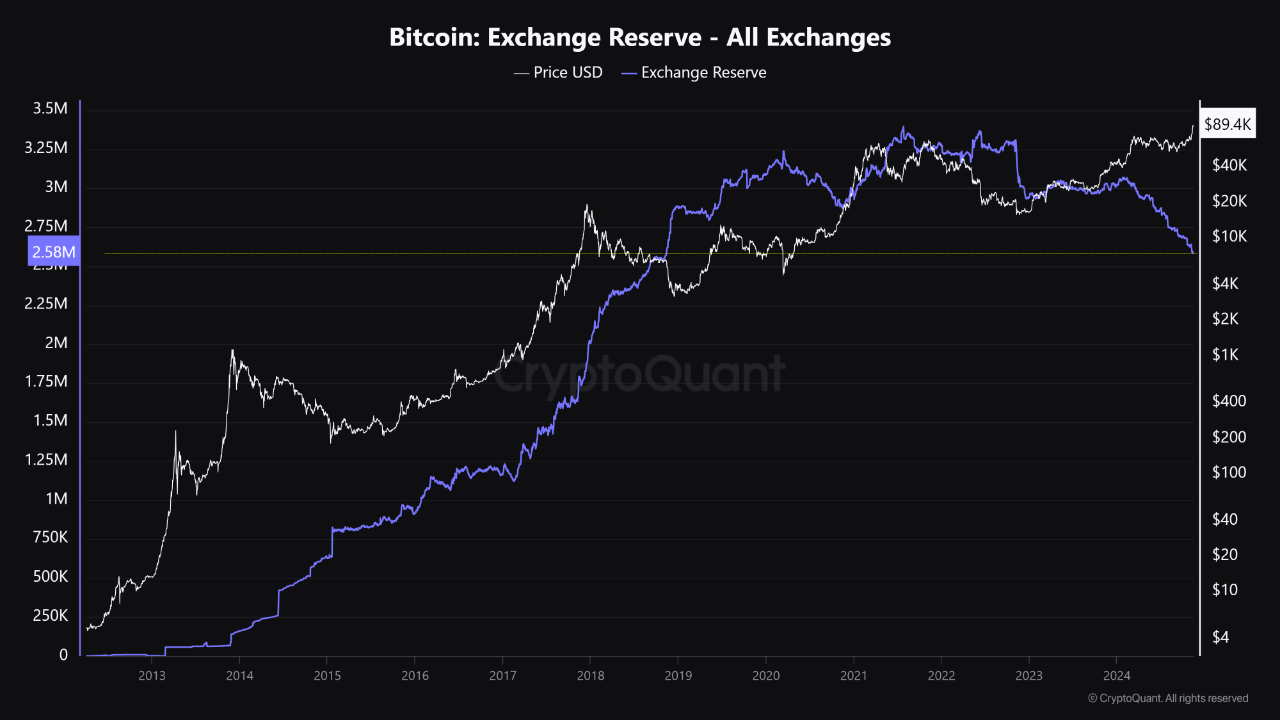 Bitcoin: Exchange Reserve - All Exchanges
Price USD Exchange Reserve
3.5M
3.25M
3M
2.75M
2.58M
2.5M
2.25M
2M
1.75M
1.5M
1.25M
1M
750K
500K
250K
0
$89.4K
$40K
$20K
$10K
$4K
$2K
$1K
$400
$200
$100
$40
$20
$10
$4
CryptoQuant
2013 2014 2015 2016 2017 2018 2019 2020 2021 2022 2023 2024
© CryptoQuant. All rights reserved